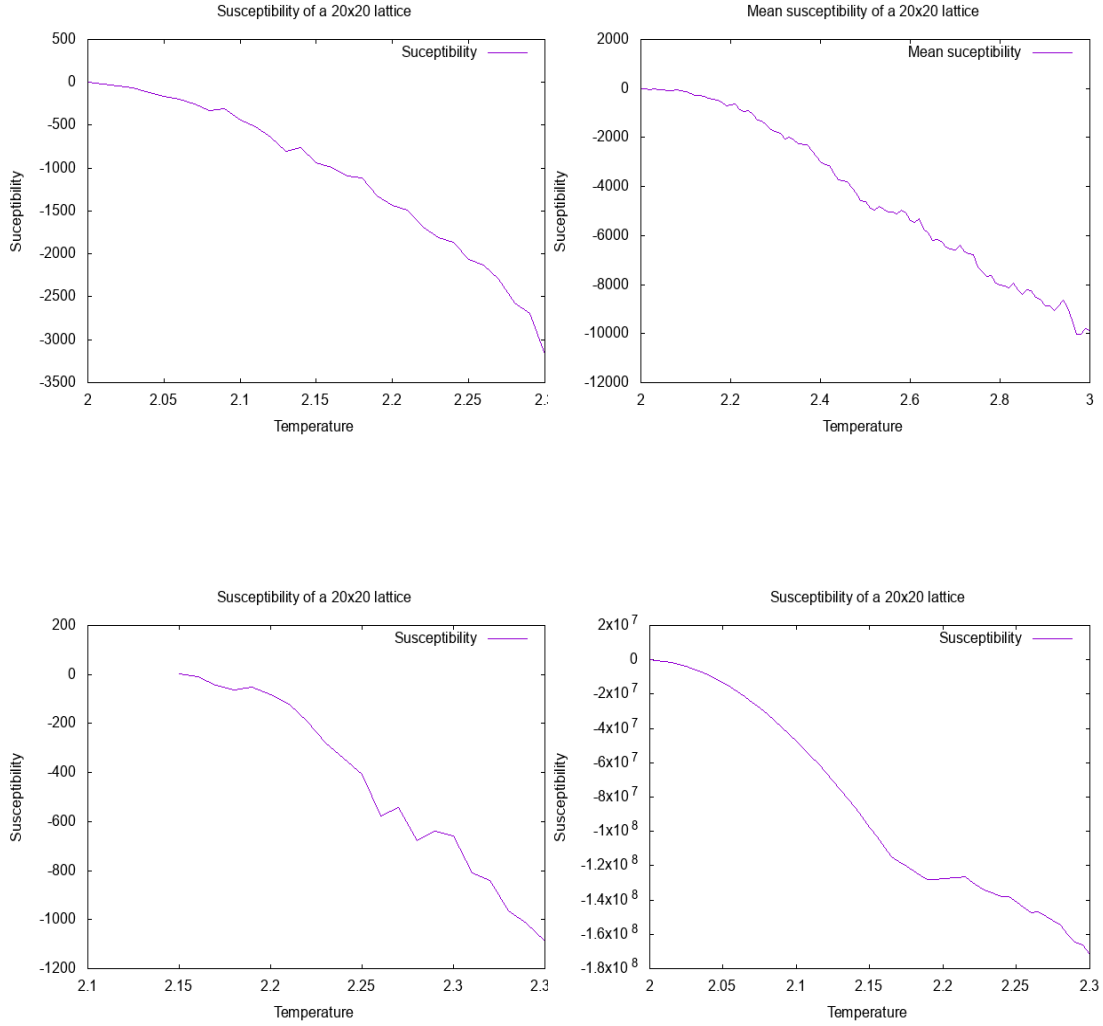 Susceptibility of a 20x20 lattice
500
0
-500
-1000
-1500
-2000
-2500
-3000
-3500
2 2.05 2.1 2.15 2.2 2.25 2.3
Suceptibility
Suceptibility
Temperature
Mean susceptibility of a 20x20 lattice
2000
0
-2000
-4000
-6000
-8000
-10000
-12000
2 2.2 2.4 2.6 2.8 3
Mean suceptibility
Suceptibility
Temperature
Susceptibility of a 20x20 lattice
200
0
-200
-400
-600
-800
-1000
-1200
2.1 2.15 2.2 2.25 2.3 2.3
Susceptibility
Susceptibility
Temperature
Susceptibility of a 20x20 lattice
2x10^7
0
-2x10^7
-4x10^7
-6x10^7
-8x10^7
-1x10^8
-1.2x10^8
-1.4x10^8
-1.6x10^8
-1.8x10^8
2 2.05 2.1 2.15 2.2 2.25 2.3
Susceptibility
Susceptibility
Temperature